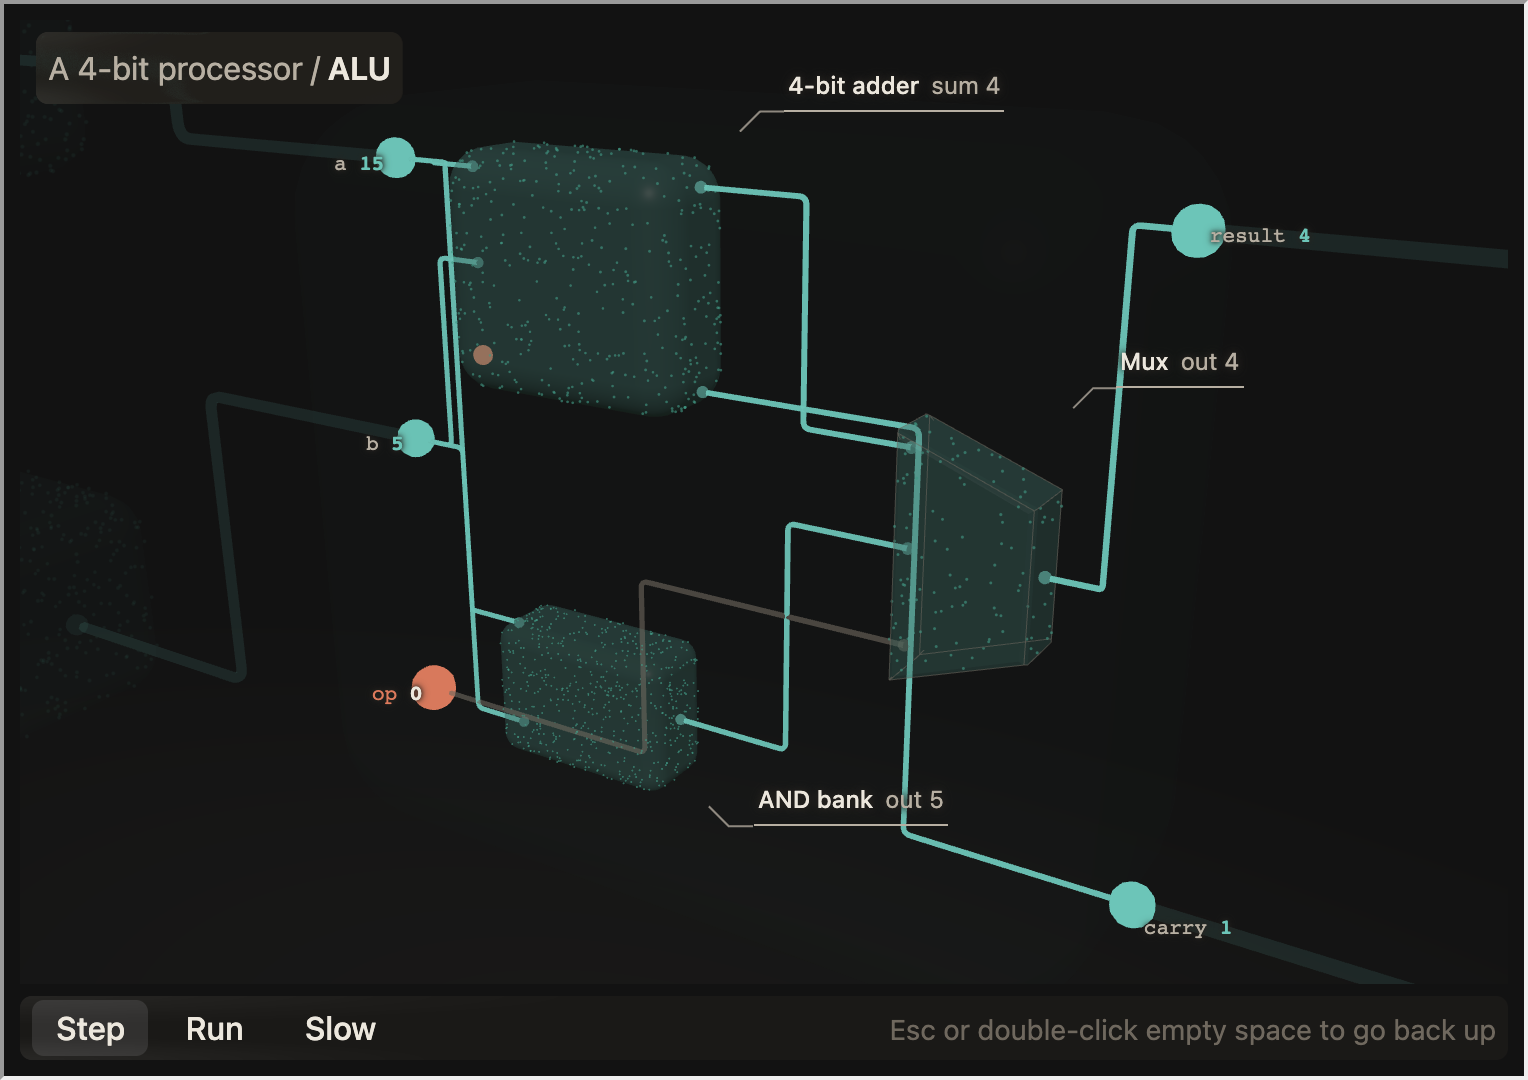 A 4-bit processor / ALU
4-bit adder sum 4
a 15
result 4
Mux out 4
b 5
op 0
AND bank out 5
carry 1
Step Run Slow Esc or double-click empty space to go back up